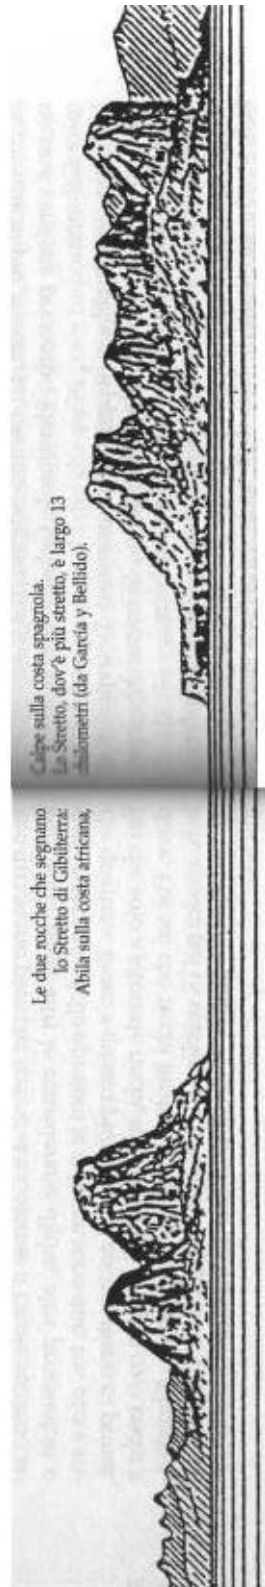 Le due rocche che segnano
lo Stretto di Gibilterra:
Abila sulla costa africana,
Calpe sulla costa spagnola.
Lo Stretto, dov'è più stretto, è largo 13
chilometri (da García y Bellido).